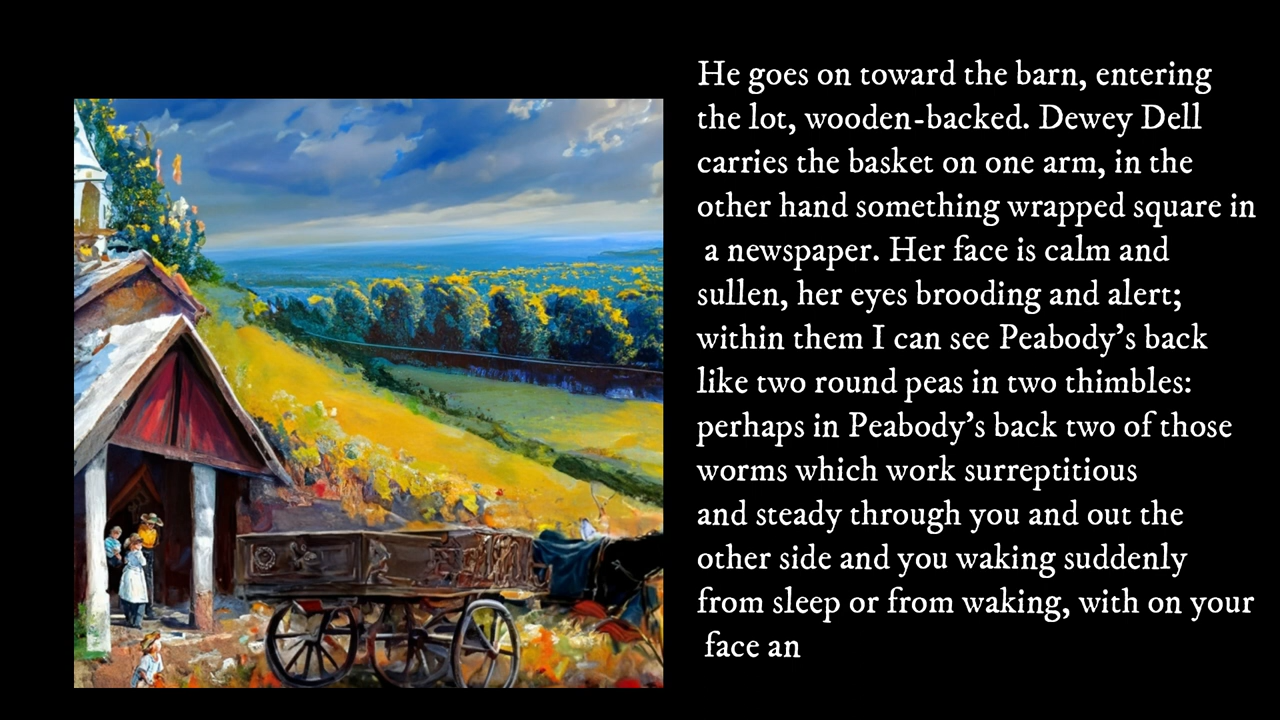 He goes on toward the barn, entering
the lot, wooden-backed. Dewey Dell
carries the basket on one arm, in the
other hand something wrapped square in
a newspaper. Her face is calm and
sullen, her eyes brooding and alert;
within them I can see Peabody's back
like two round peas in two thimbles:
perhaps in Peabody's back two of those
worms which work surreptitious
and steady through you and out the
other side and you waking suddenly
from sleep or from waking, with on your
face an